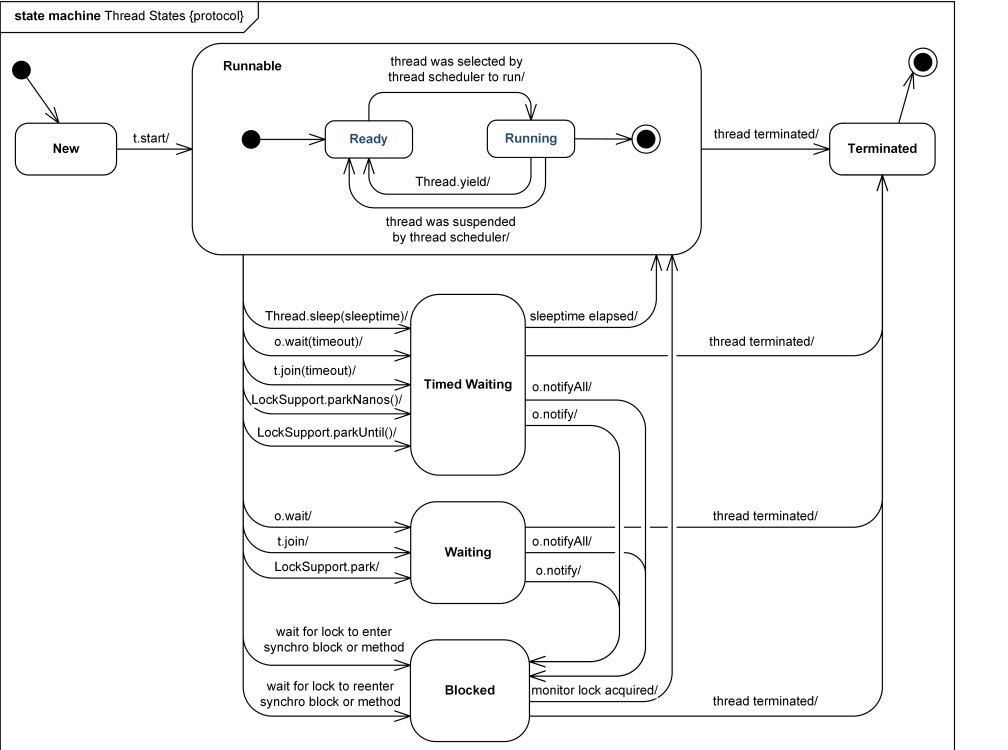 state machine Thread States {protocol}
Runnable
thread was selected by
thread scheduler to run/
New
t.start/
Ready
Running
thread terminated/
Terminated
Thread.yield/
thread was suspended
by thread scheduler/
Thread.sleep(sleeptime)/
sleeptime elapsed/
o.wait(timeout)/
thread terminated/
t.join(timeout)/
Timed Waiting
o.notifyAll/
LockSupport.parkNanos()/
o.notify/
LockSupport.parkUntil()/
o.wait/
thread terminated/
t.join/
Waiting
o.notifyAll/
LockSupport.park/
o.notify/
wait for lock to enter
synchro block or method
Blocked
wait for lock to reenter
synchro block or method
monitor lock acquired/
thread terminated/